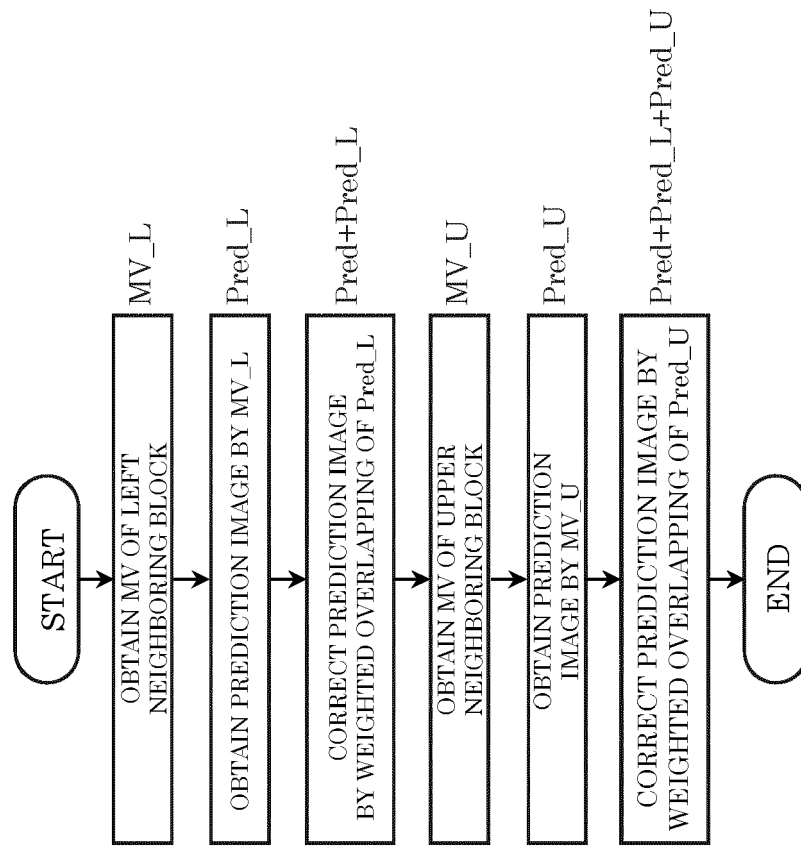 START
OBTAIN MV OF LEFT
NEIGHBORING BLOCK
MV_L
OBTAIN PREDICTION IMAGE BY MV_L
Pred_L
CORRECT PREDICTION IMAGE
BY WEIGHTED OVERLAPPING OF Pred_L
Pred+Pred_L
OBTAIN MV OF UPPER
NEIGHBORING BLOCK
MV_U
OBTAIN PREDICTION
IMAGE BY MV_U
Pred_U
CORRECT PREDICTION IMAGE BY
WEIGHTED OVERLAPPING OF Pred_U
Pred+Pred_L+Pred_U
END